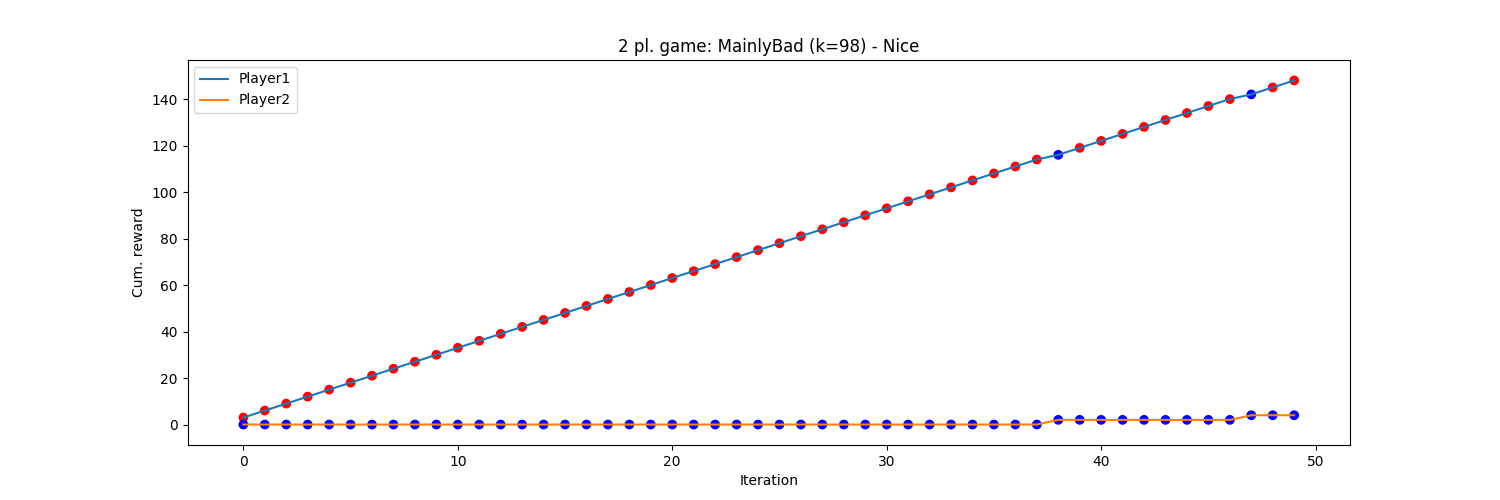 2 pl. game: MainlyBad (k=98) - Nice
Player1
Player2
Cum. reward
140
120
100
80
60
40
20
0
0 10 20 30 40 50
Iteration